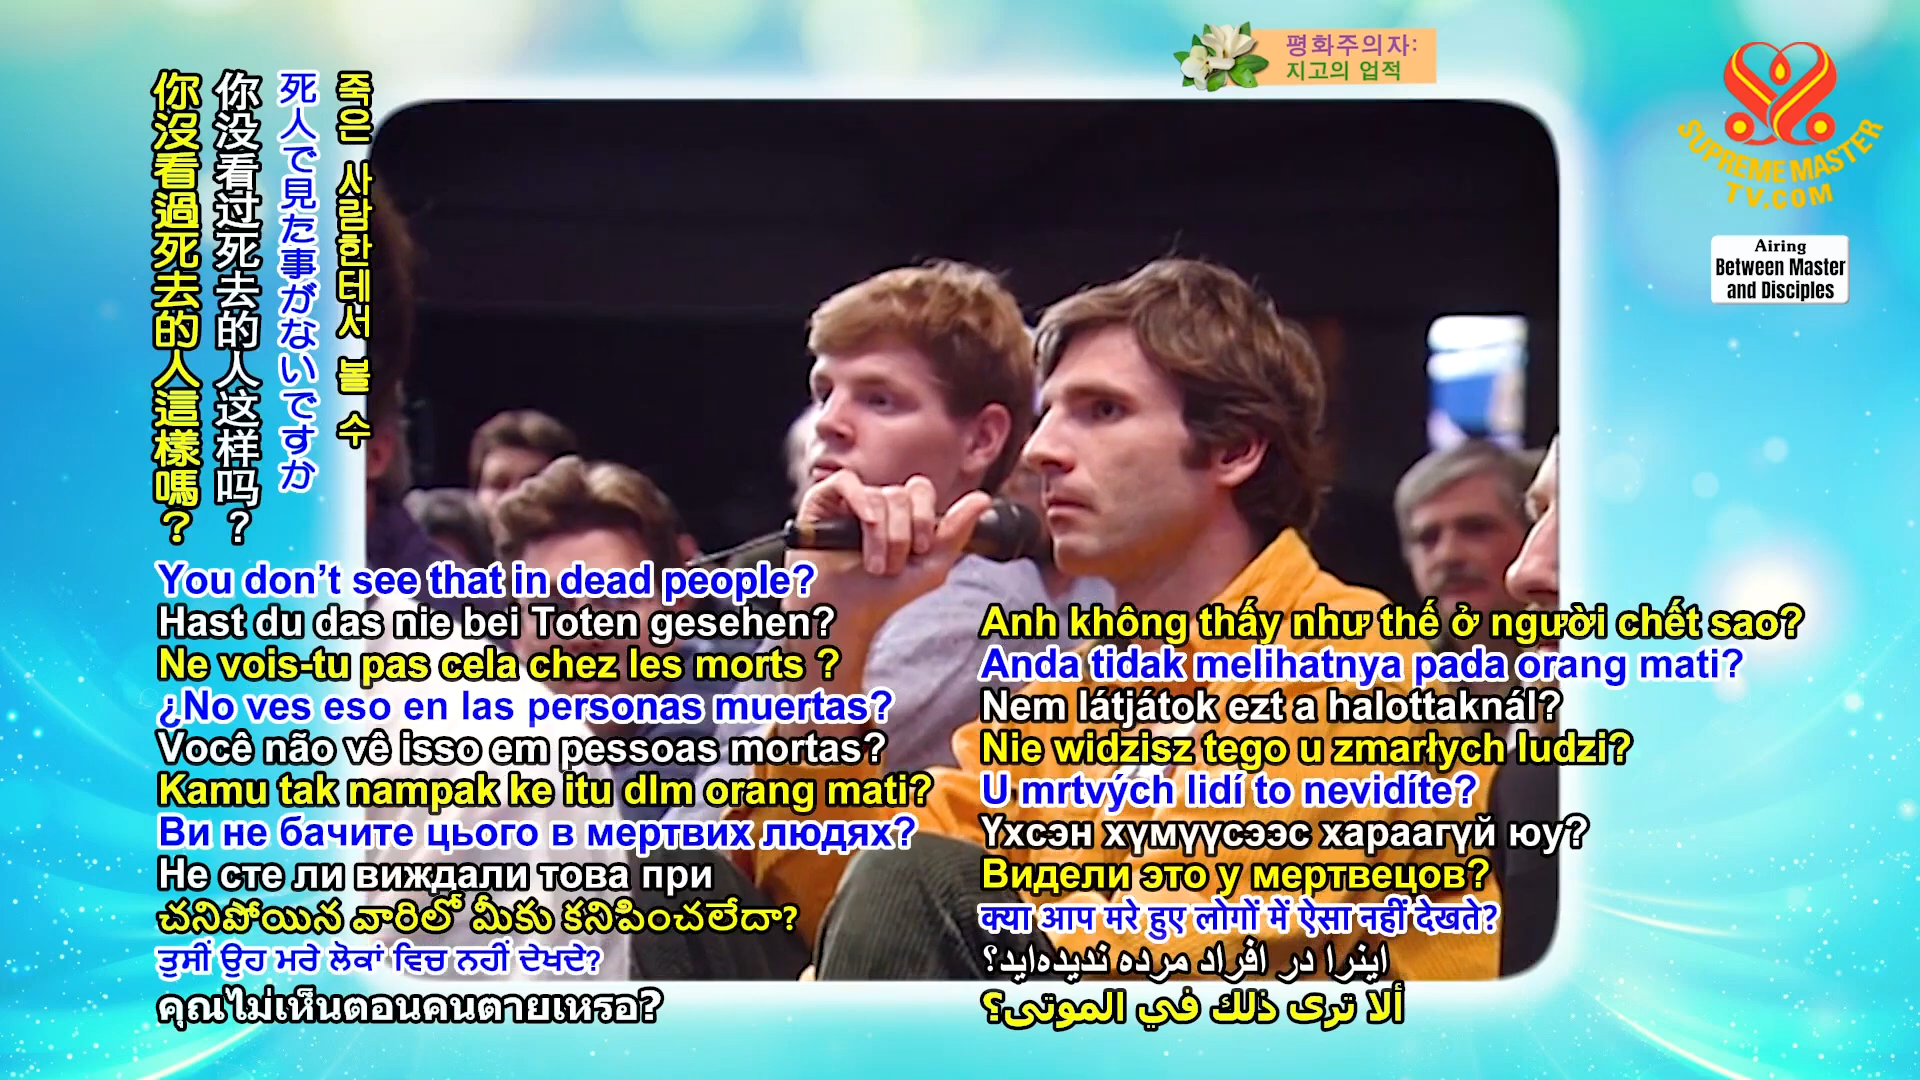 평화주의자:
지고의 업적
SUPREME MASTER
TV.COM
Airing
Between Master
and Disciples
죽은 사람한테서 볼 수
死人で見た事がないですか
你没看过死去的人这样吗？
你沒看過死去的人這樣嗎？
You don’t see that in dead people?
Hast du das nie bei Toten gesehen?
Ne vois-tu pas cela chez les morts ?
¿No ves eso en las personas muertas?
Você não vê isso em pessoas mortas?
Kamu tak nampak ke itu dlm orang mati?
Ви не бачите цього в мертвих людях?
Не сте ли виждали това при
చనిపోయిన వారిలో మీకు కనిపించలేదా?
ਤੁਸੀਂ ਉਹ ਮਰੇ ਲੋਕਾਂ ਵਿਚ ਨਹੀਂ ਦੇਖਦੇ?
คุณไม่เห็นตอนคนตายเหรอ?
Anh không thấy như thế ở người chết sao?
Anda tidak melihatnya pada orang mati?
Nem látjátok ezt a halottaknál?
Nie widzisz tego u zmarłych ludzi?
U mrtvých lidí to nevidíte?
Үхсэн хүмүүсээс хараагүй юу?
Видели это у мертвецов?
क्या आप मरे हुए लोगों में ऐसा नहीं देखते?
اینرا در افراد مرده ندیده‌اید؟
ألا ترى ذلك في الموتى؟